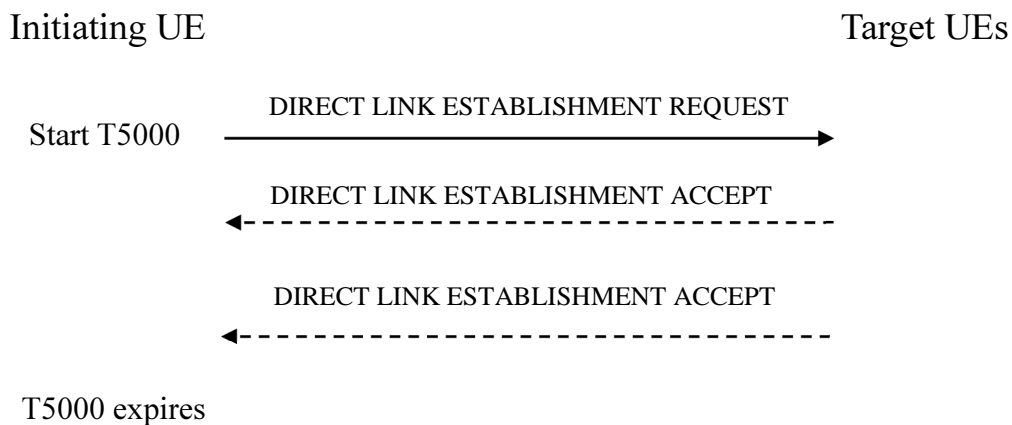 Initiating UE
Target UEs
DIRECT LINK ESTABLISHMENT REQUEST
Start T5000
DIRECT LINK ESTABLISHMENT ACCEPT
DIRECT LINK ESTABLISHMENT ACCEPT
T5000 expires